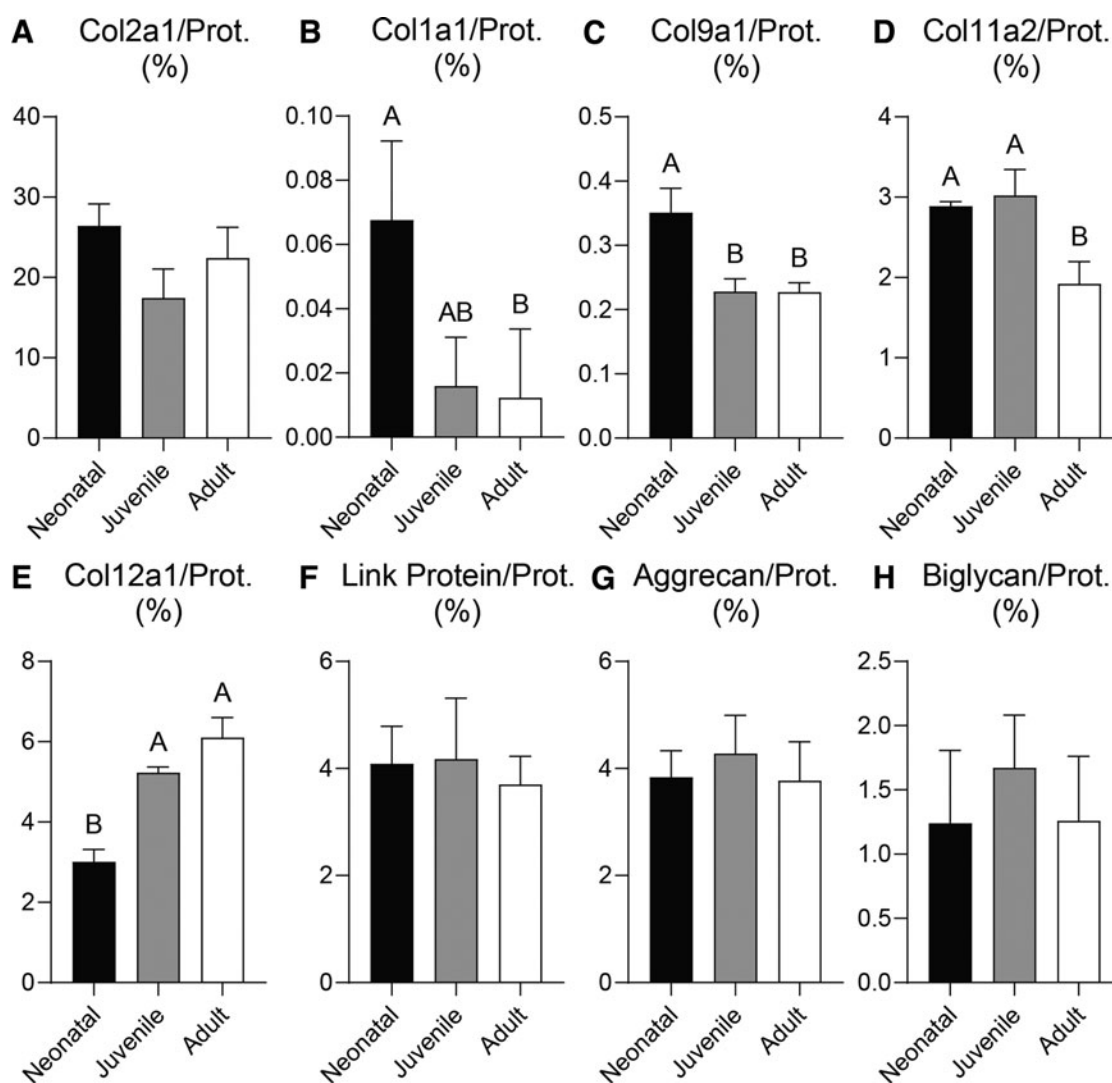 A Col2a1/Prot. (%)
B Col1a1/Prot. (%)
C Col9a1/Prot. (%)
D Col11a2/Prot. (%)
40
30
20
10
0
Neonatal
Juvenile
Adult
0.10
0.08
0.06
0.04
0.02
0.00
A
AB
B
Neonatal
Juvenile
Adult
0.5
0.4
0.3
0.2
0.1
0.0
A
B
B
Neonatal
Juvenile
Adult
4
3
2
1
0
A
A
B
Neonatal
Juvenile
Adult
E Col12a1/Prot. (%)
F Link Protein/Prot. (%)
G Aggrecan/Prot. (%)
H Biglycan/Prot. (%)
8
6
4
2
0
B
A
A
Neonatal
Juvenile
Adult
6
4
2
0
Neonatal
Juvenile
Adult
6
4
2
0
Neonatal
Juvenile
Adult
2.5
2.0
1.5
1.0
0.5
0.0
Neonatal
Juvenile
Adult